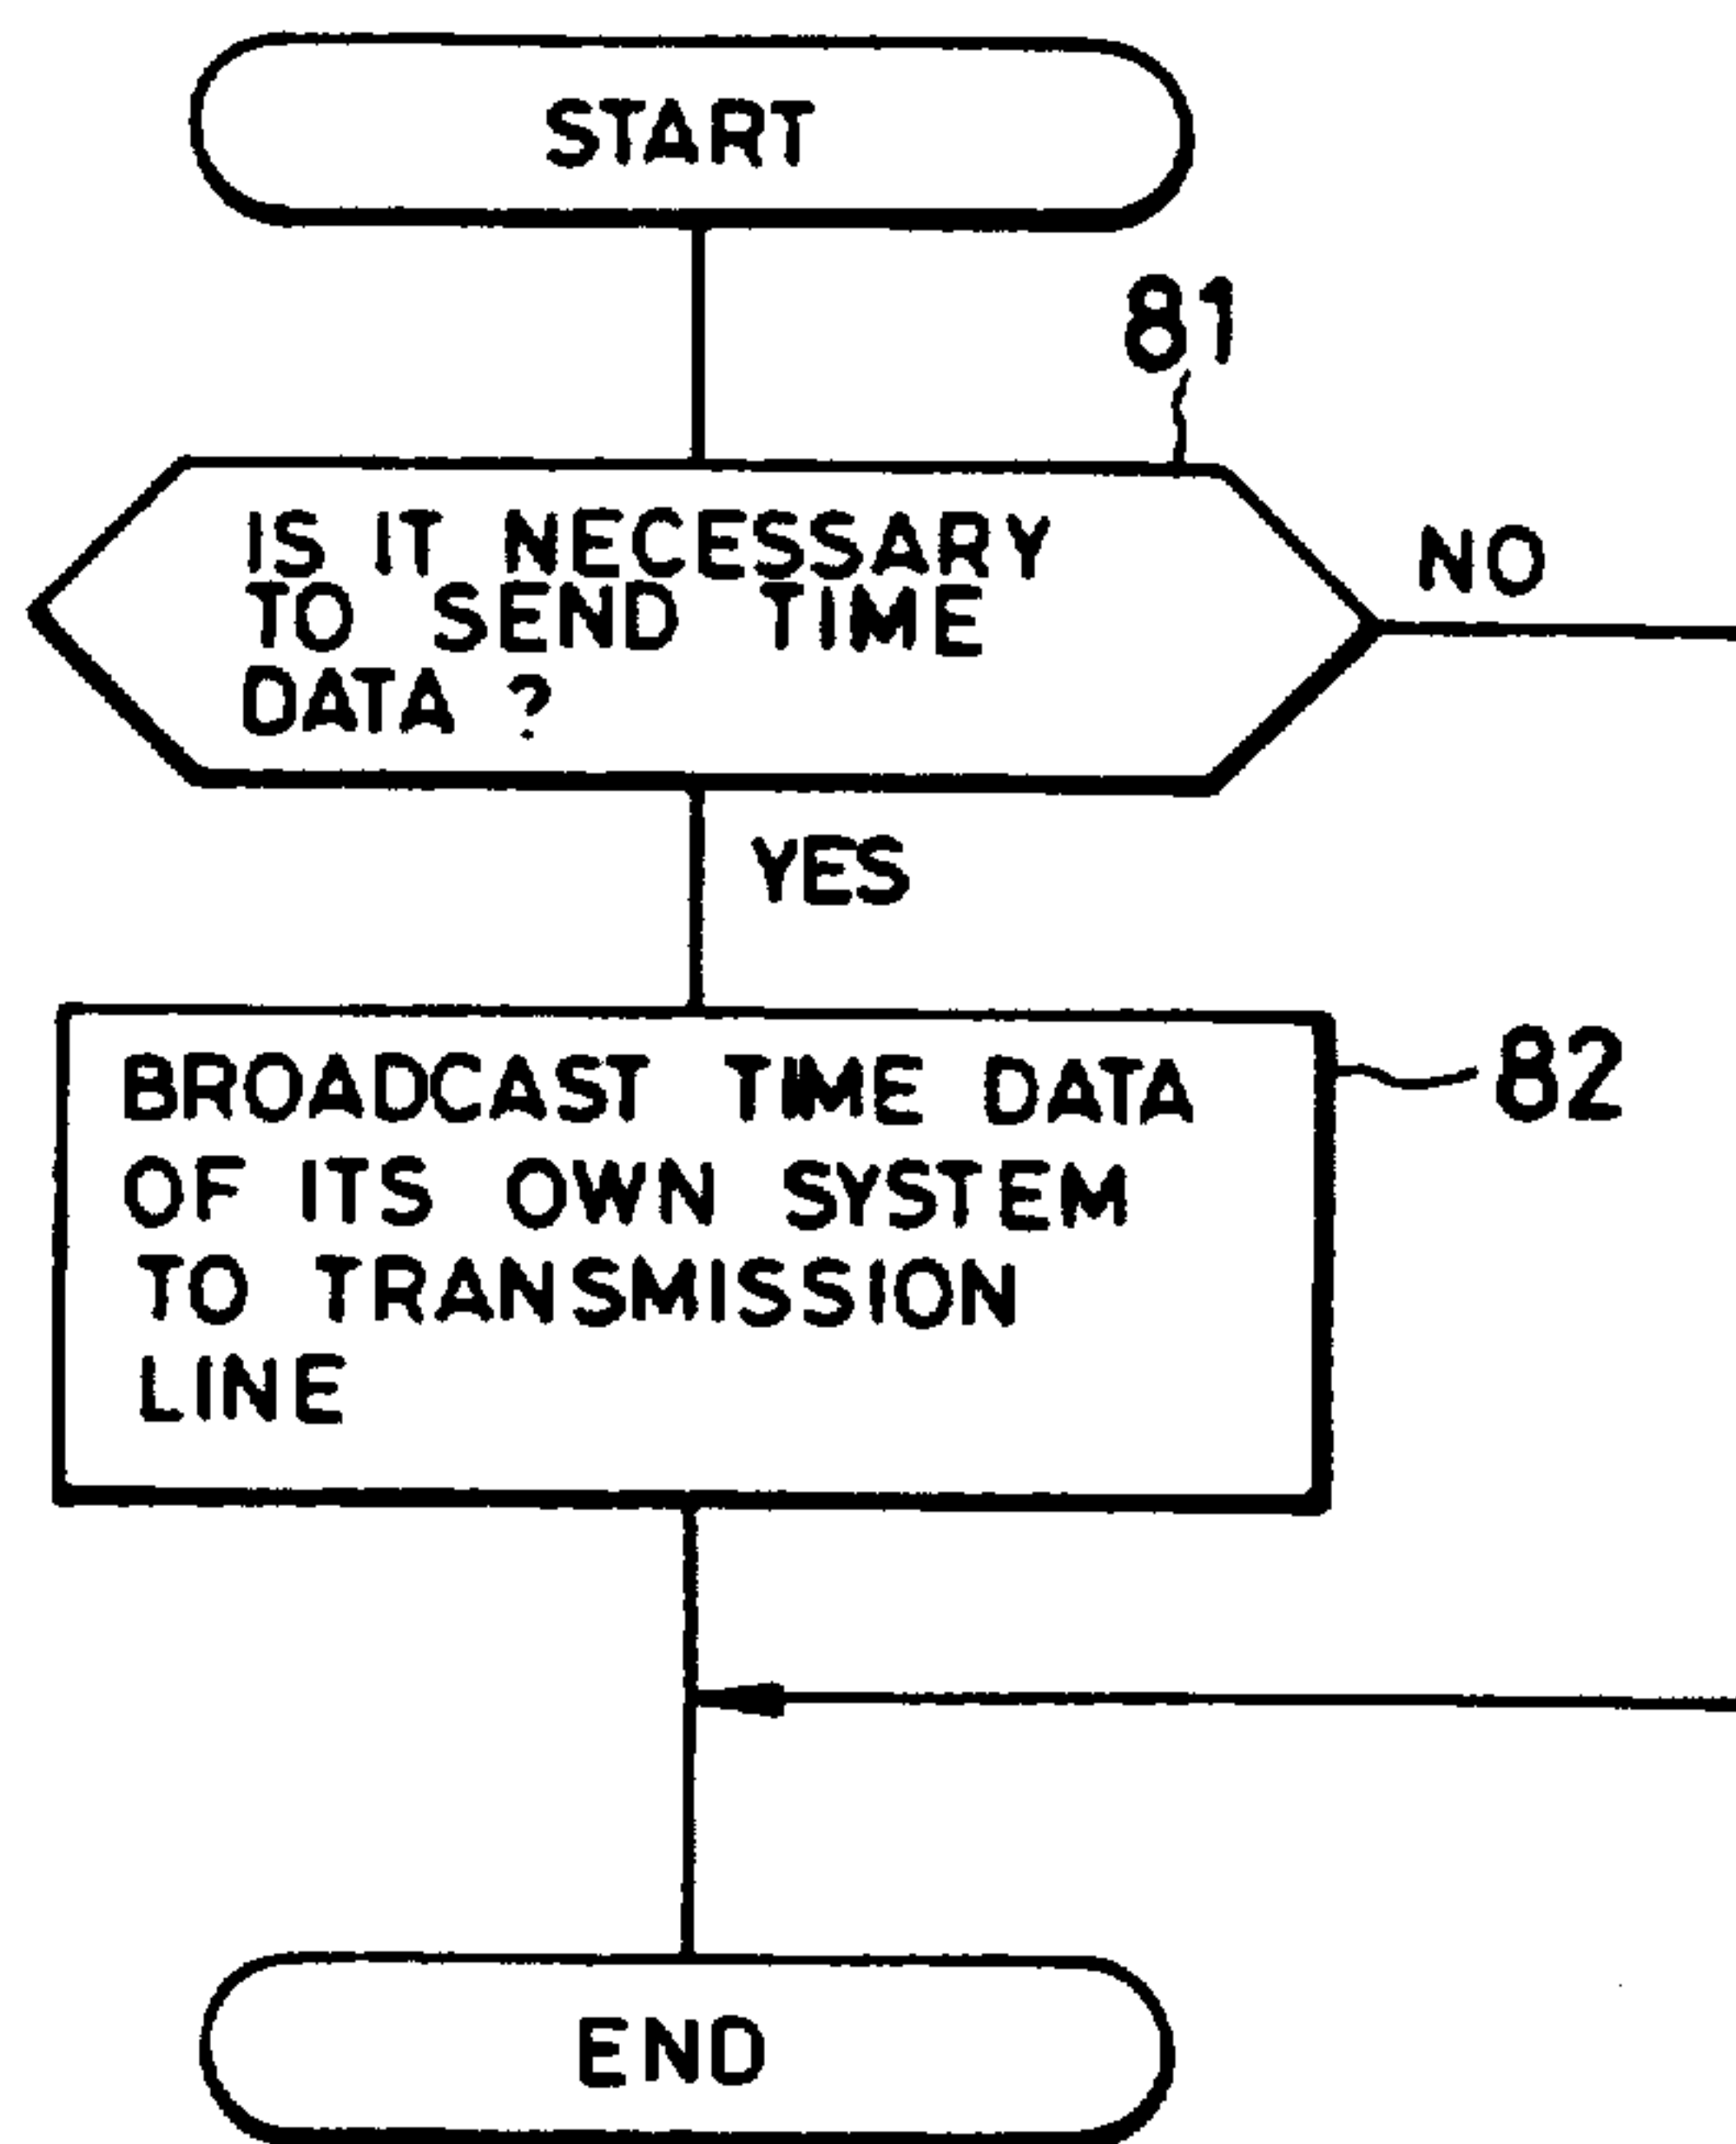 START
81
IS IT NECESSARY
TO SEND TIME
DATA ?
NO
YES
BROADCAST TIME DATA
OF ITS OWN SYSTEM
TO TRANSMISSION
LINE
82
END